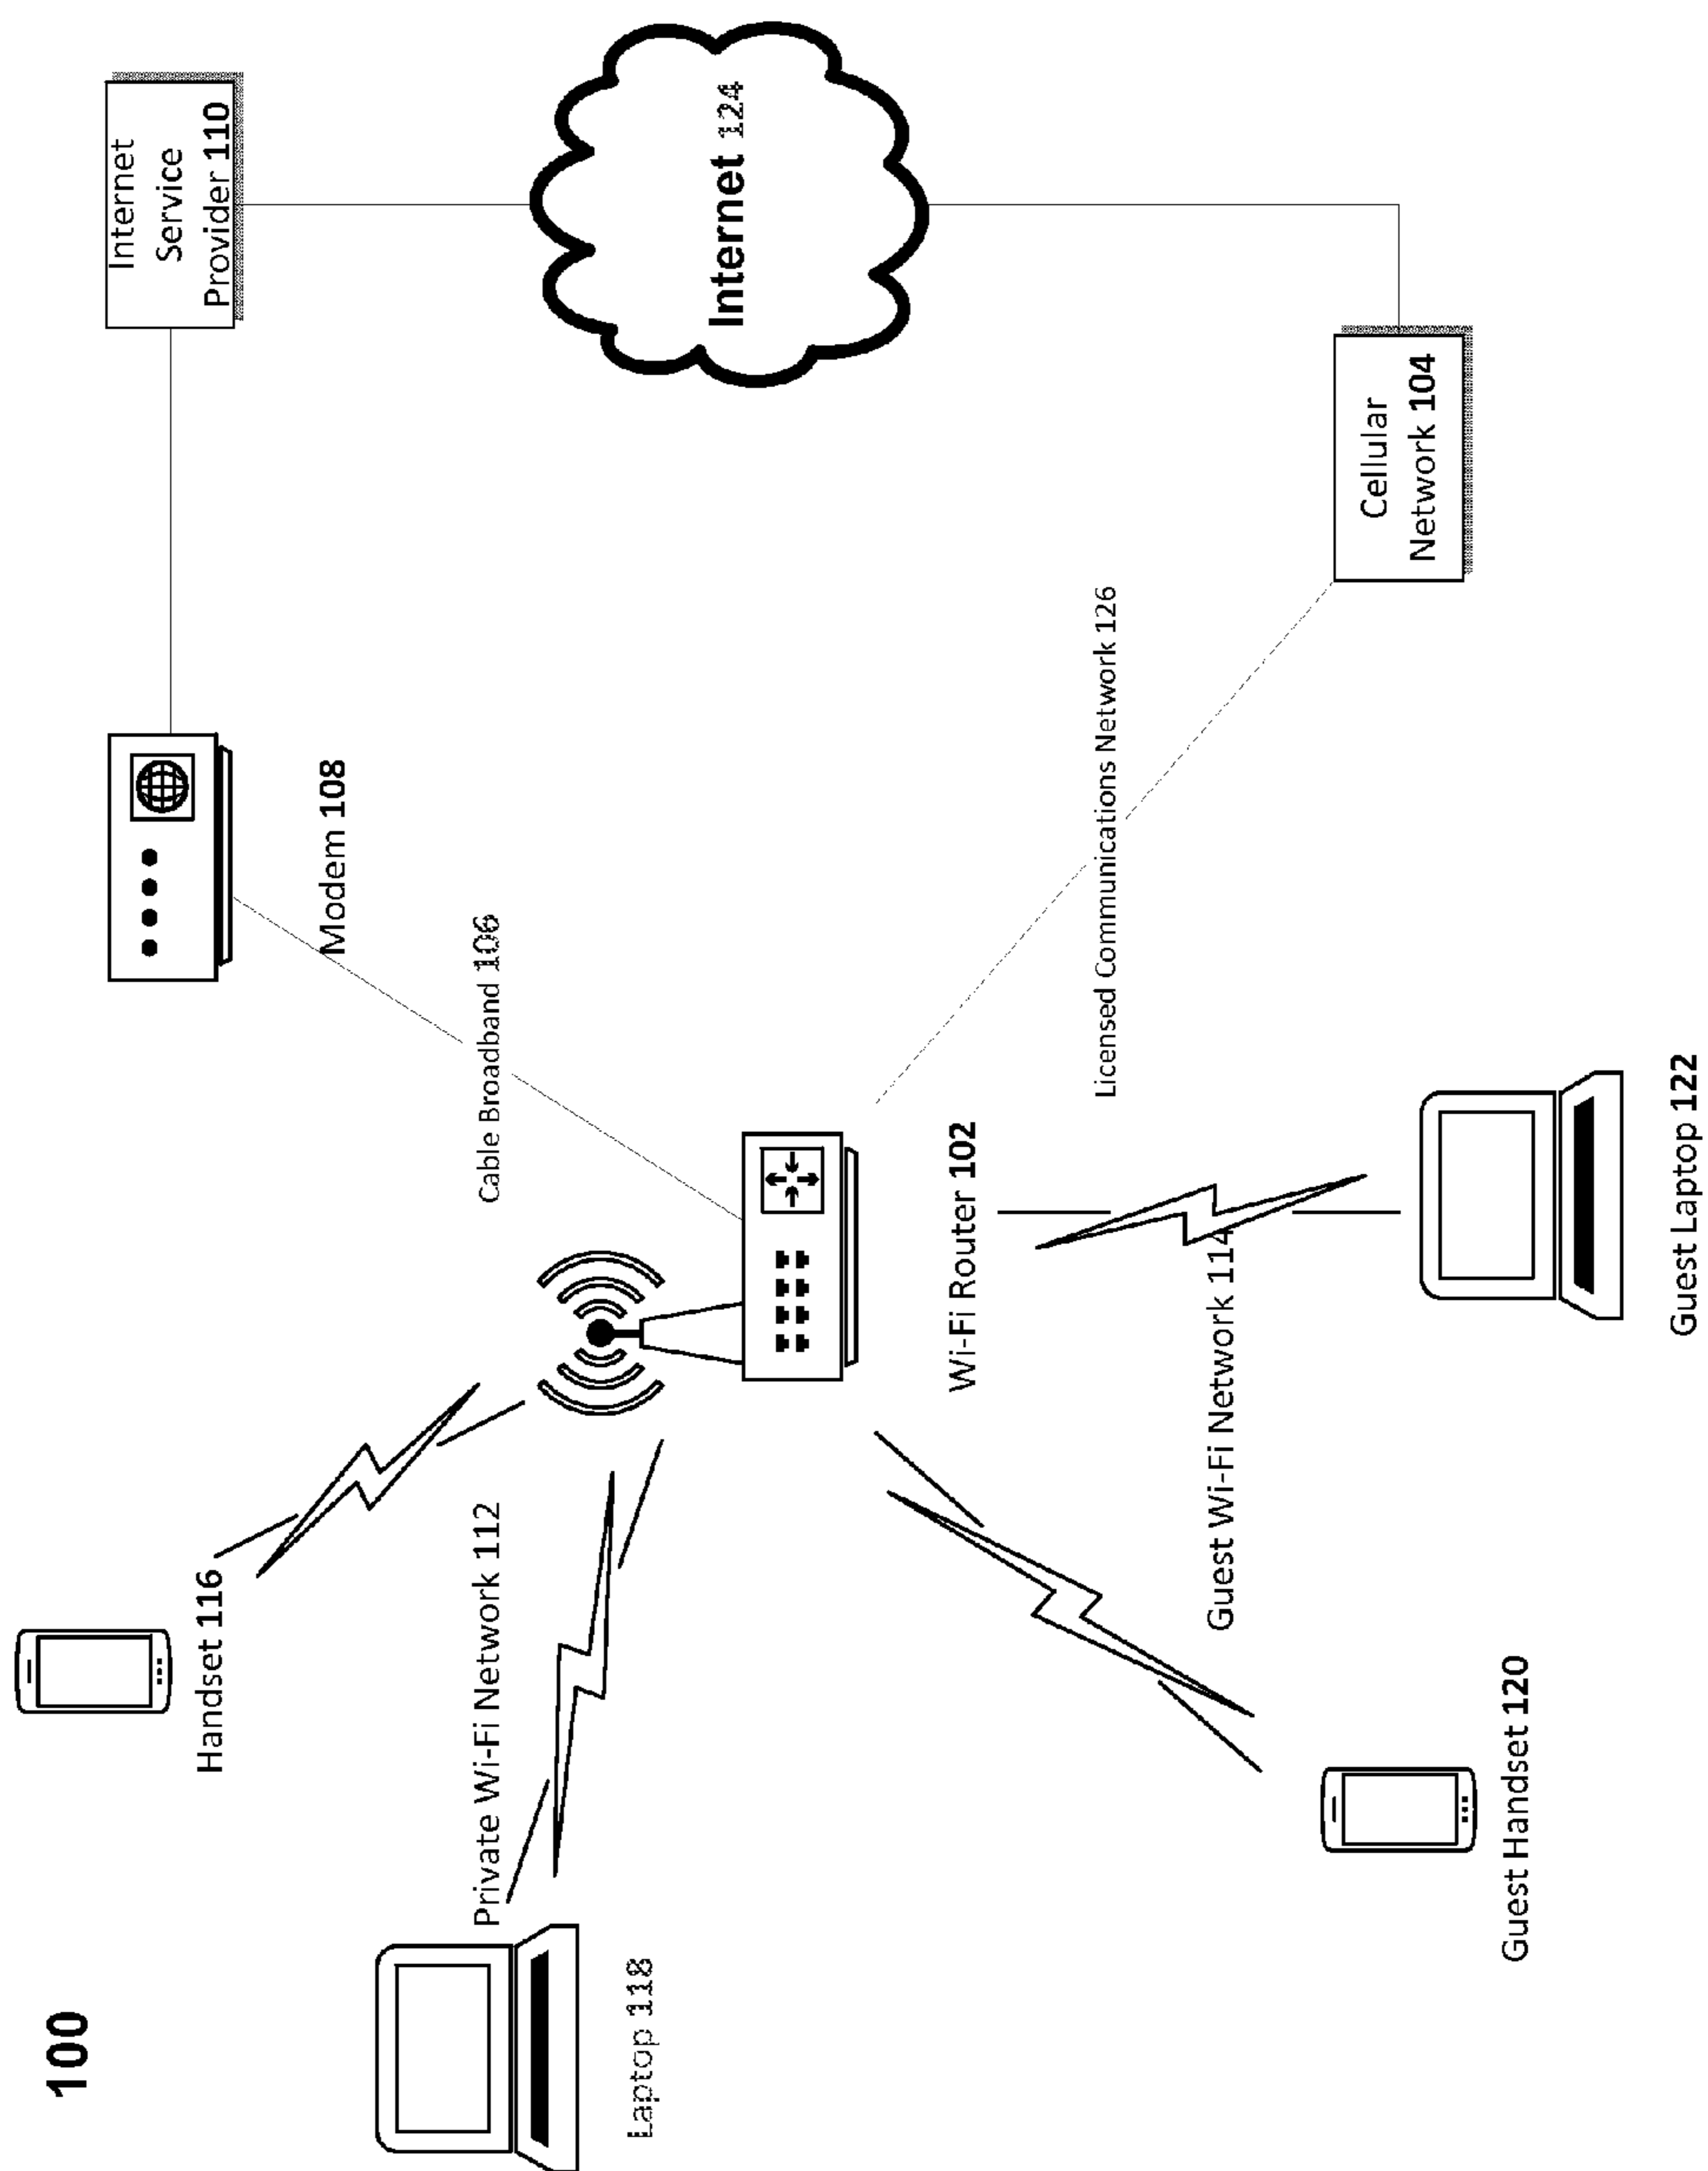 100
Handset 116
Laptop 118
Private Wi-Fi Network 112
Cable Broadband 106
Modem 108
Internet
Service
Provider 110
Internet 124
Wi-Fi Router 102
Licensed Communications Network 126
Cellular
Network 104
Guest Wi-Fi Network 114
Guest Handset 120
Guest Laptop 122